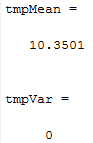 tmpMean =
10.3501
tmpVar =
0